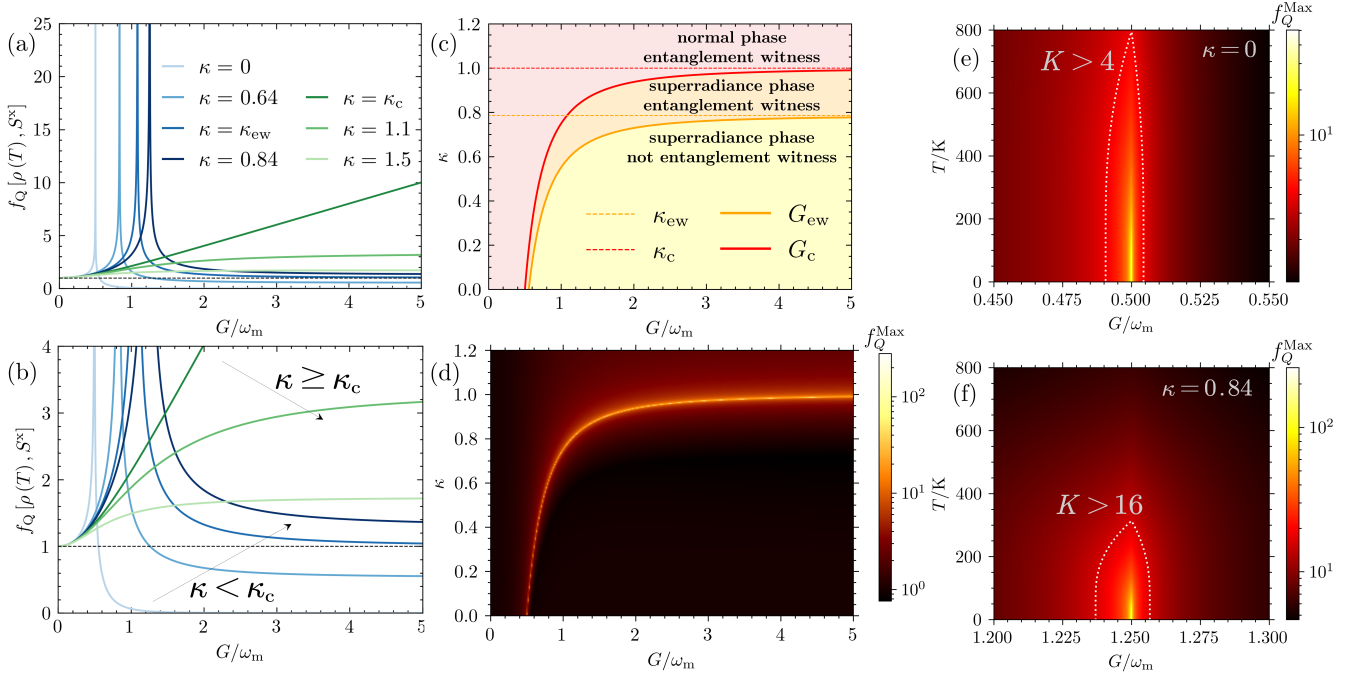 (a)
f_Q [ρ (T) , S^x]
25
20
15
10
5
1
0
κ = 0
κ = 0.64
κ = κ_ew
κ = 0.84
κ = κ_c
κ = 1.1
κ = 1.5
0 1 2 3 4 5
G/ω_m
(b)
f_Q [ρ (T) , S^x]
4
3
2
1
0
κ ≥ κ_c
κ < κ_c
0 1 2 3 4 5
G/ω_m
(c)
κ
1.2
1.0
0.8
0.6
0.4
0.2
0.0
normal phase
entanglement witness
superradiance phase
entanglement witness
superradiance phase
not entanglement witness
κ_ew
G_ew
κ_c
G_c
0 1 2 3 4 5
G/ω_m
(d)
κ
1.2
1.0
0.8
0.6
0.4
0.2
0.0
0 1 2 3 4 5
G/ω_m
f_Q^Max
10^2
10^1
10^0
(e)
T/K
800
600
400
200
0
K > 4
κ = 0
0.450 0.475 0.500 0.525 0.550
G/ω_m
f_Q^Max
10^1
(f)
T/K
800
600
400
200
0
κ = 0.84
K > 16
1.200 1.225 1.250 1.275 1.300
G/ω_m
f_Q^Max
10^2
10^1